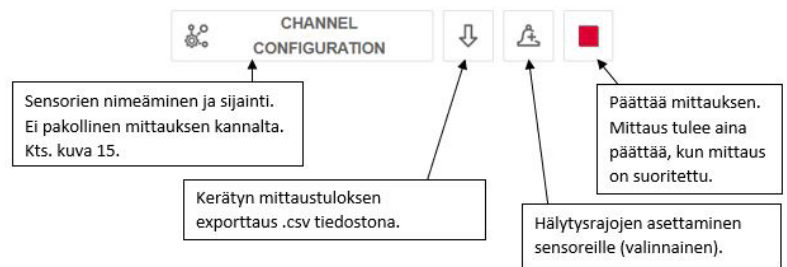 CHANNEL
CONFIGURATION
Sensorien nimeäminen ja sijainti.
Ei pakollinen mittauksen kannalta.
Kts. kuva 15.
Kerätyn mittaustuloksen
exporttaus .csv tiedostona.
Hälytysrajojen asettaminen
sensoreille (valinnainen).
Päättää mittauksen.
Mittaus tulee aina
päättää, kun mittaus
on suoritettu.